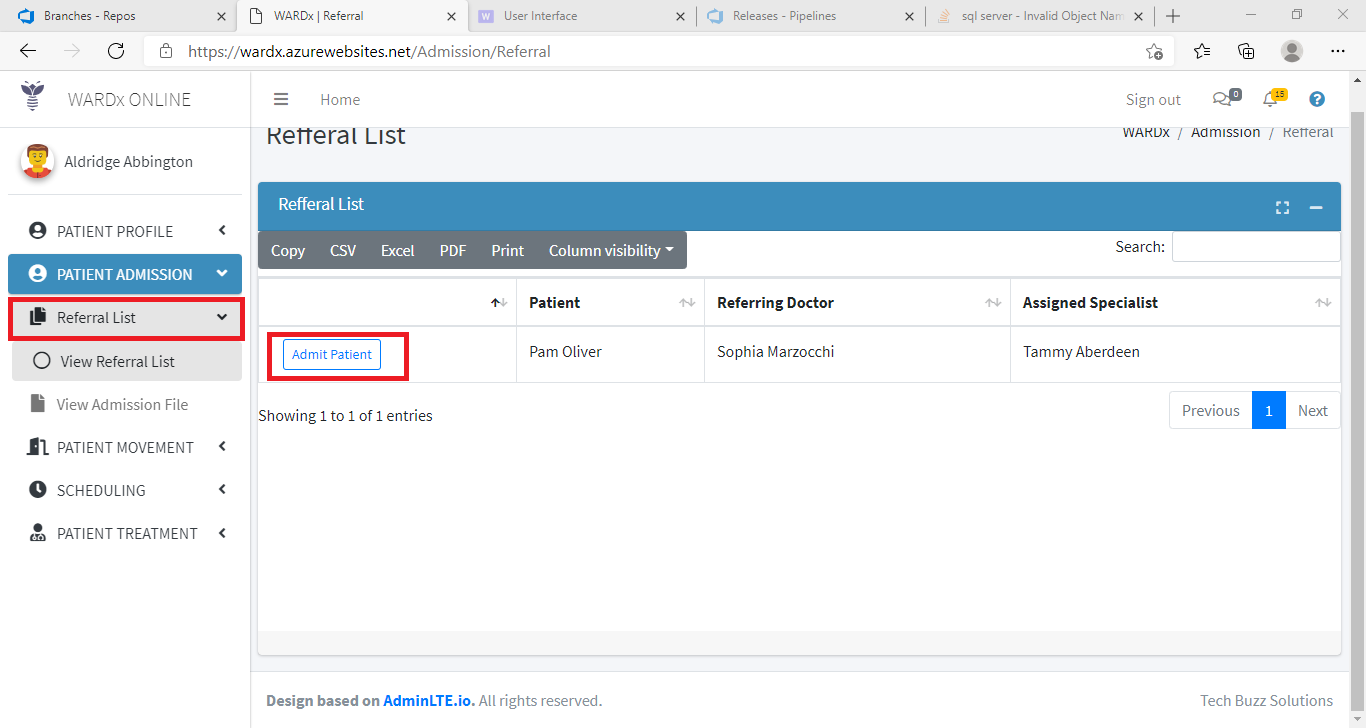 Branches - Repos
WARDx | Referral
User Interface
Releases - Pipelines
sql server - Invalid Object Nam
https://wardx.azurewebsites.net/Admission/Referral
WARDx ONLINE
Home
Sign out
0
15
?
Aldridge Abbington
PATIENT PROFILE
PATIENT ADMISSION
Referral List
View Referral List
View Admission File
PATIENT MOVEMENT
SCHEDULING
PATIENT TREATMENT
Refferal List
WARDx / Admission / Refferal
Refferal List
Copy CSV Excel PDF Print Column visibility
Search:
Patient Referring Doctor Assigned Specialist
Admit Patient Pam Oliver Sophia Marzocchi Tammy Aberdeen
Showing 1 to 1 of 1 entries
Previous 1 Next
Design based on AdminLTE.io. All rights reserved.
Tech Buzz Solutions